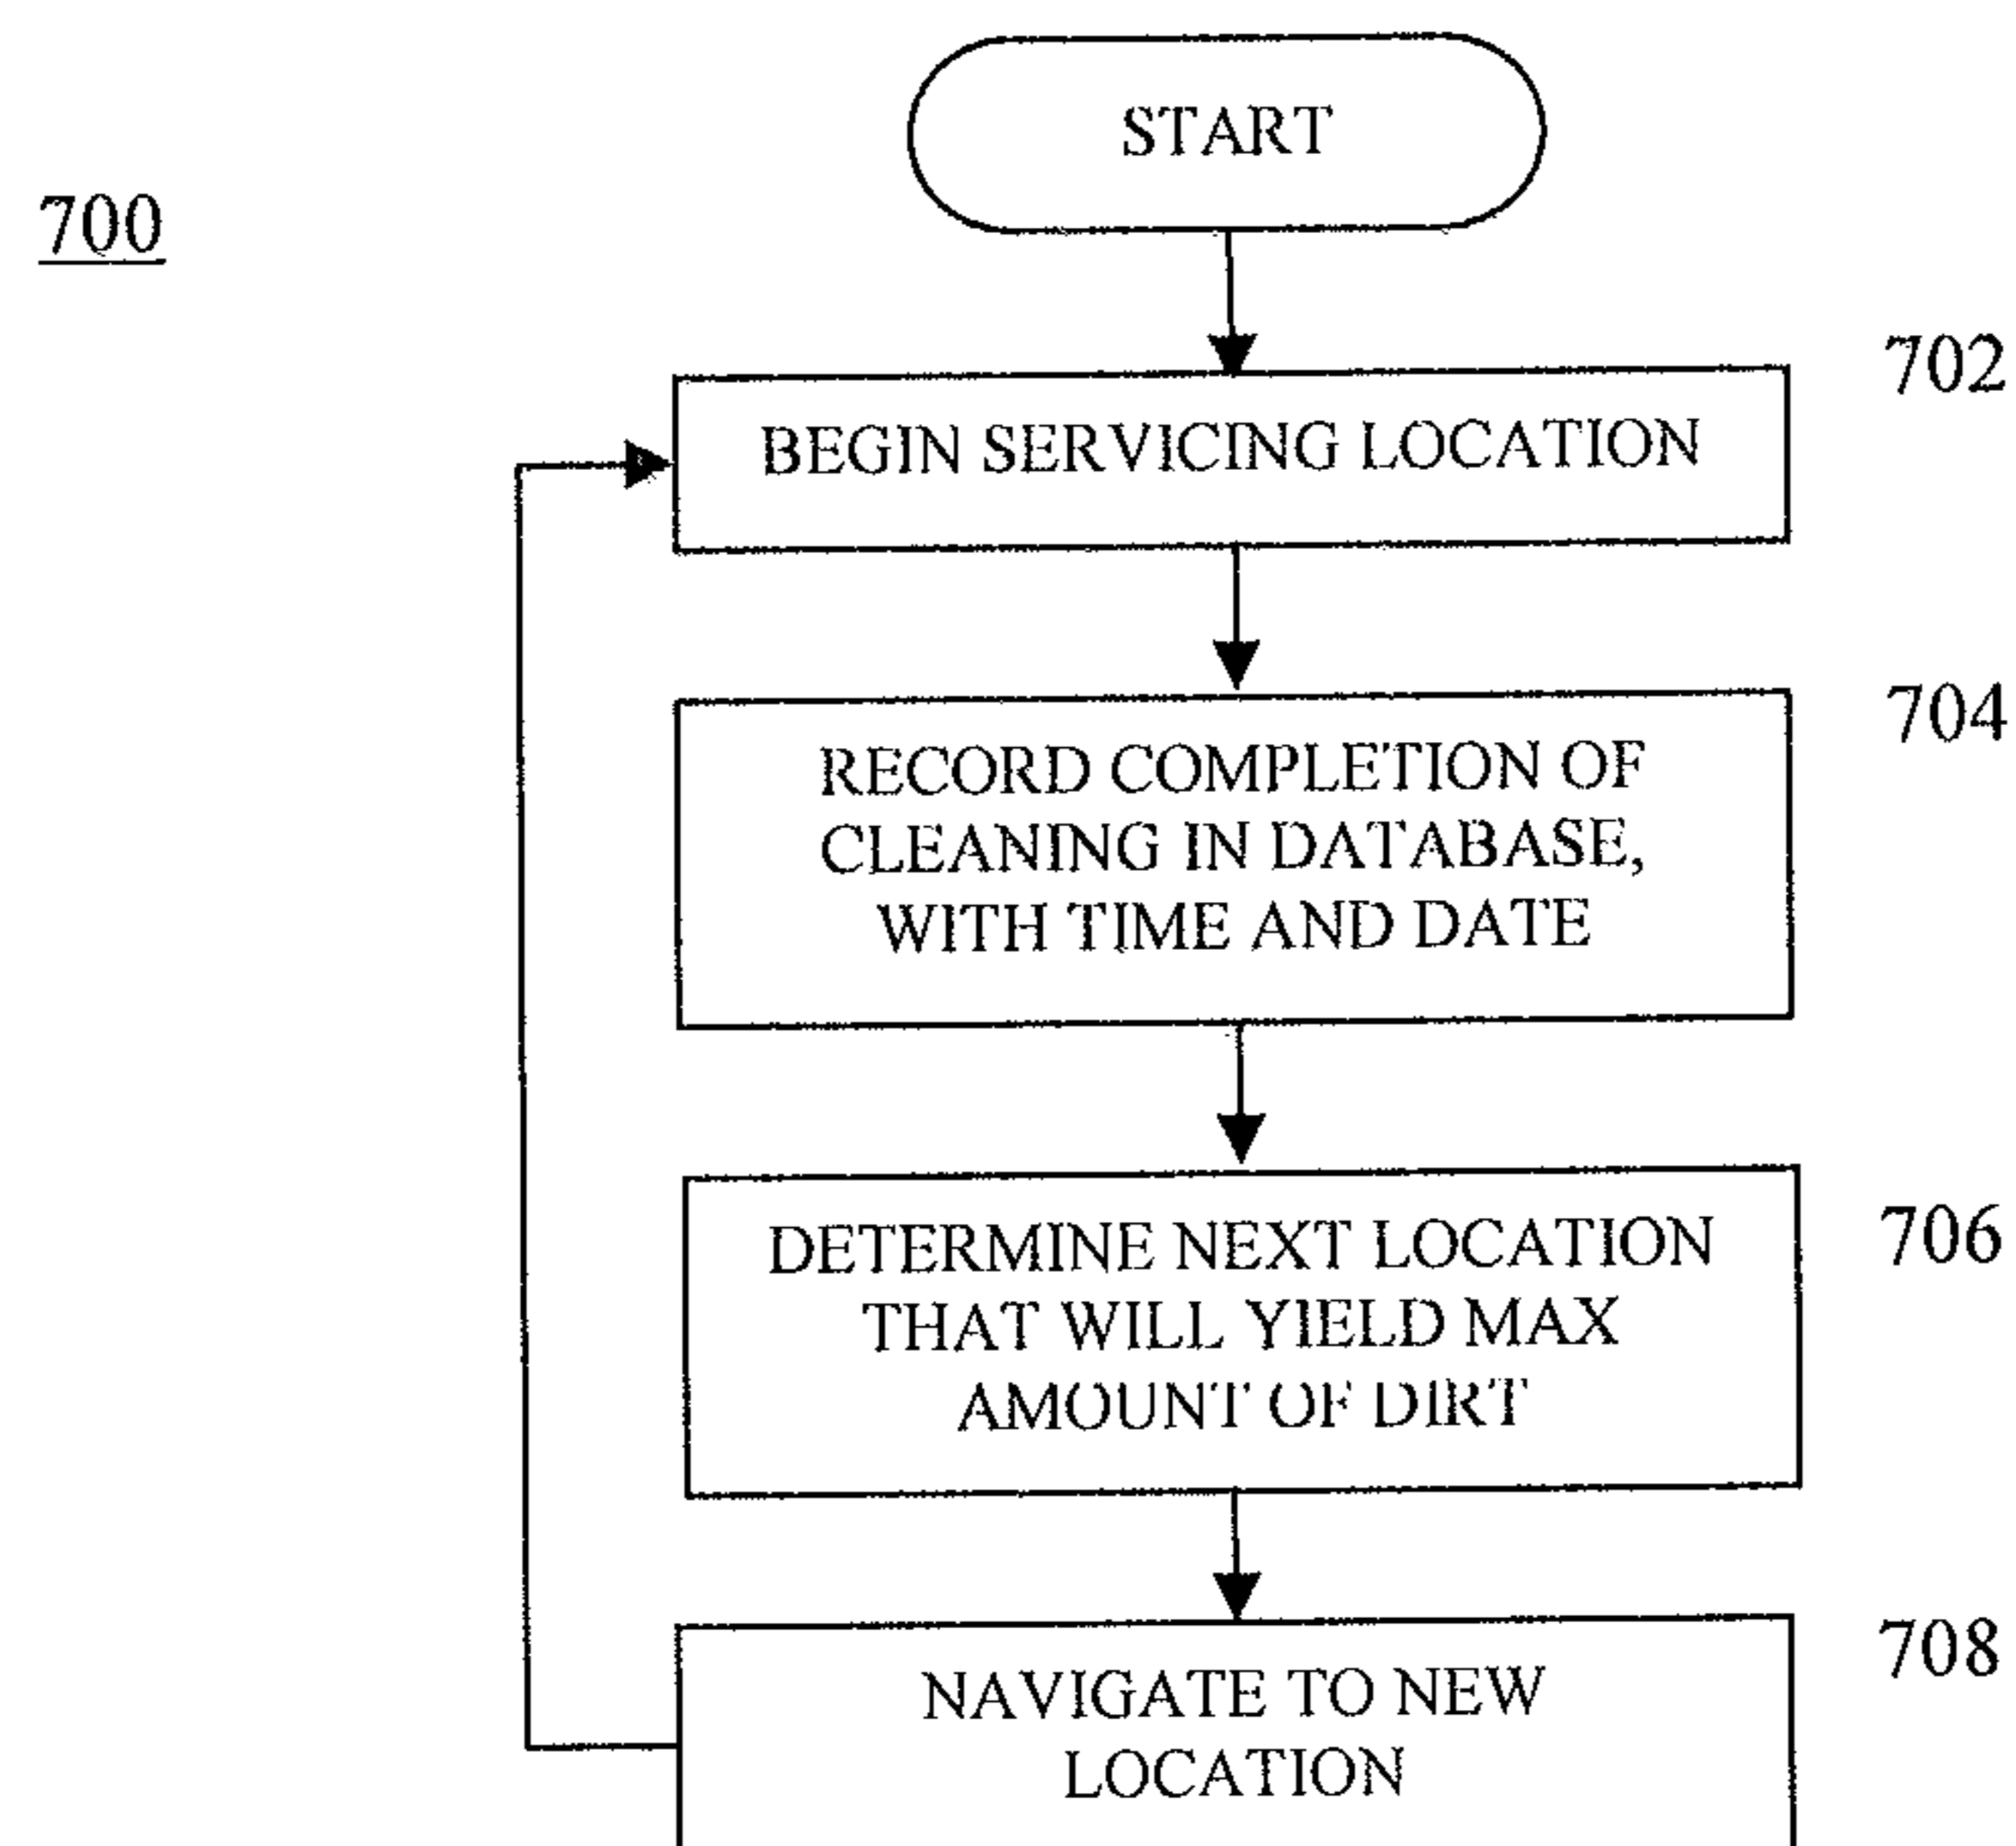 START
700
702
BEGIN SERVICING LOCATION
704
RECORD COMPLETION OF
CLEANING IN DATABASE,
WITH TIME AND DATE
706
DETERMINE NEXT LOCATION
THAT WILL YIELD MAX
AMOUNT OF DIRT
708
NAVIGATE TO NEW
LOCATION